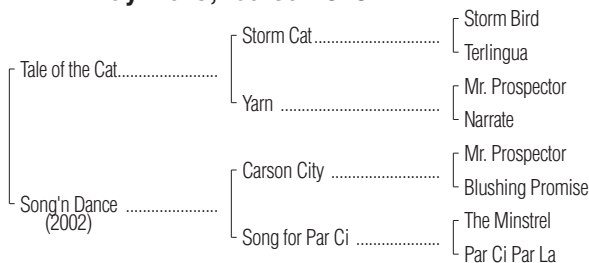 Storm Bird
Storm Cat
Terlingua
Tale of the Cat
Mr. Prospector
Yarn
Narrate
Mr. Prospector
Carson City
Blushing Promise
Song'n Dance
(2002)
The Minstrel
Song for Par Ci
Par Ci Par La